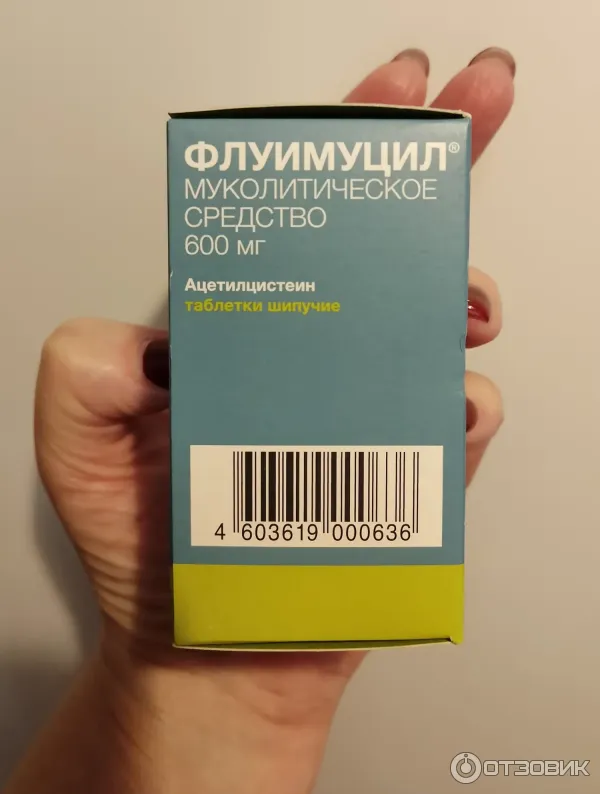 ФЛУИМУЦИЛ®
МУКОЛИТИЧЕСКОЕ
СРЕДСТВО
600 мг
Ацетилцистеин
таблетки шипучие
4 603619 000636
ОТЗОВИК